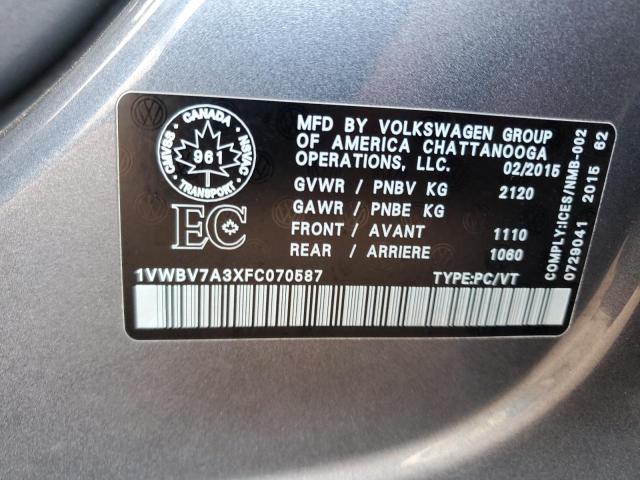 CANADA
CMVSS
NSVAC
961
TRANSPORT
EC
MFD BY VOLKSWAGEN GROUP
OF AMERICA CHATTANOOGA
OPERATIONS, LLC. 02/2015
GVWR / PNBV KG 2120
GAWR / PNBE KG
FRONT / AVANT 1110
REAR / ARRIERE 1060
1VWBV7A3XFC070587 TYPE:PC/VT
COMPLY:ICES/NMB-002
0729041 2015 62